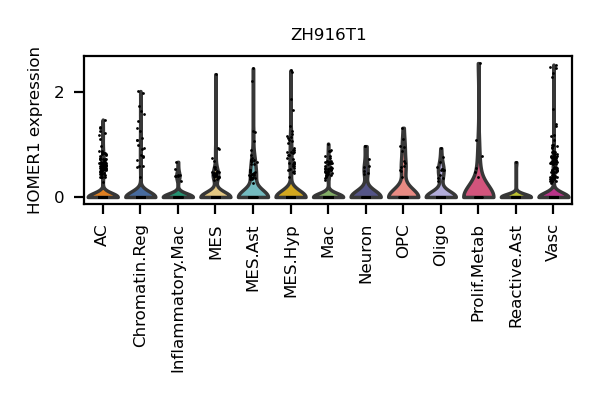 ZH916T1
HOMER1 expression
2
0
AC
Chromatin.Reg
Inflammatory.Mac
MES
MES.Ast
MES.Hyp
Mac
Neuron
OPC
Oligo
Prolif.Metab
Reactive.Ast
Vasc